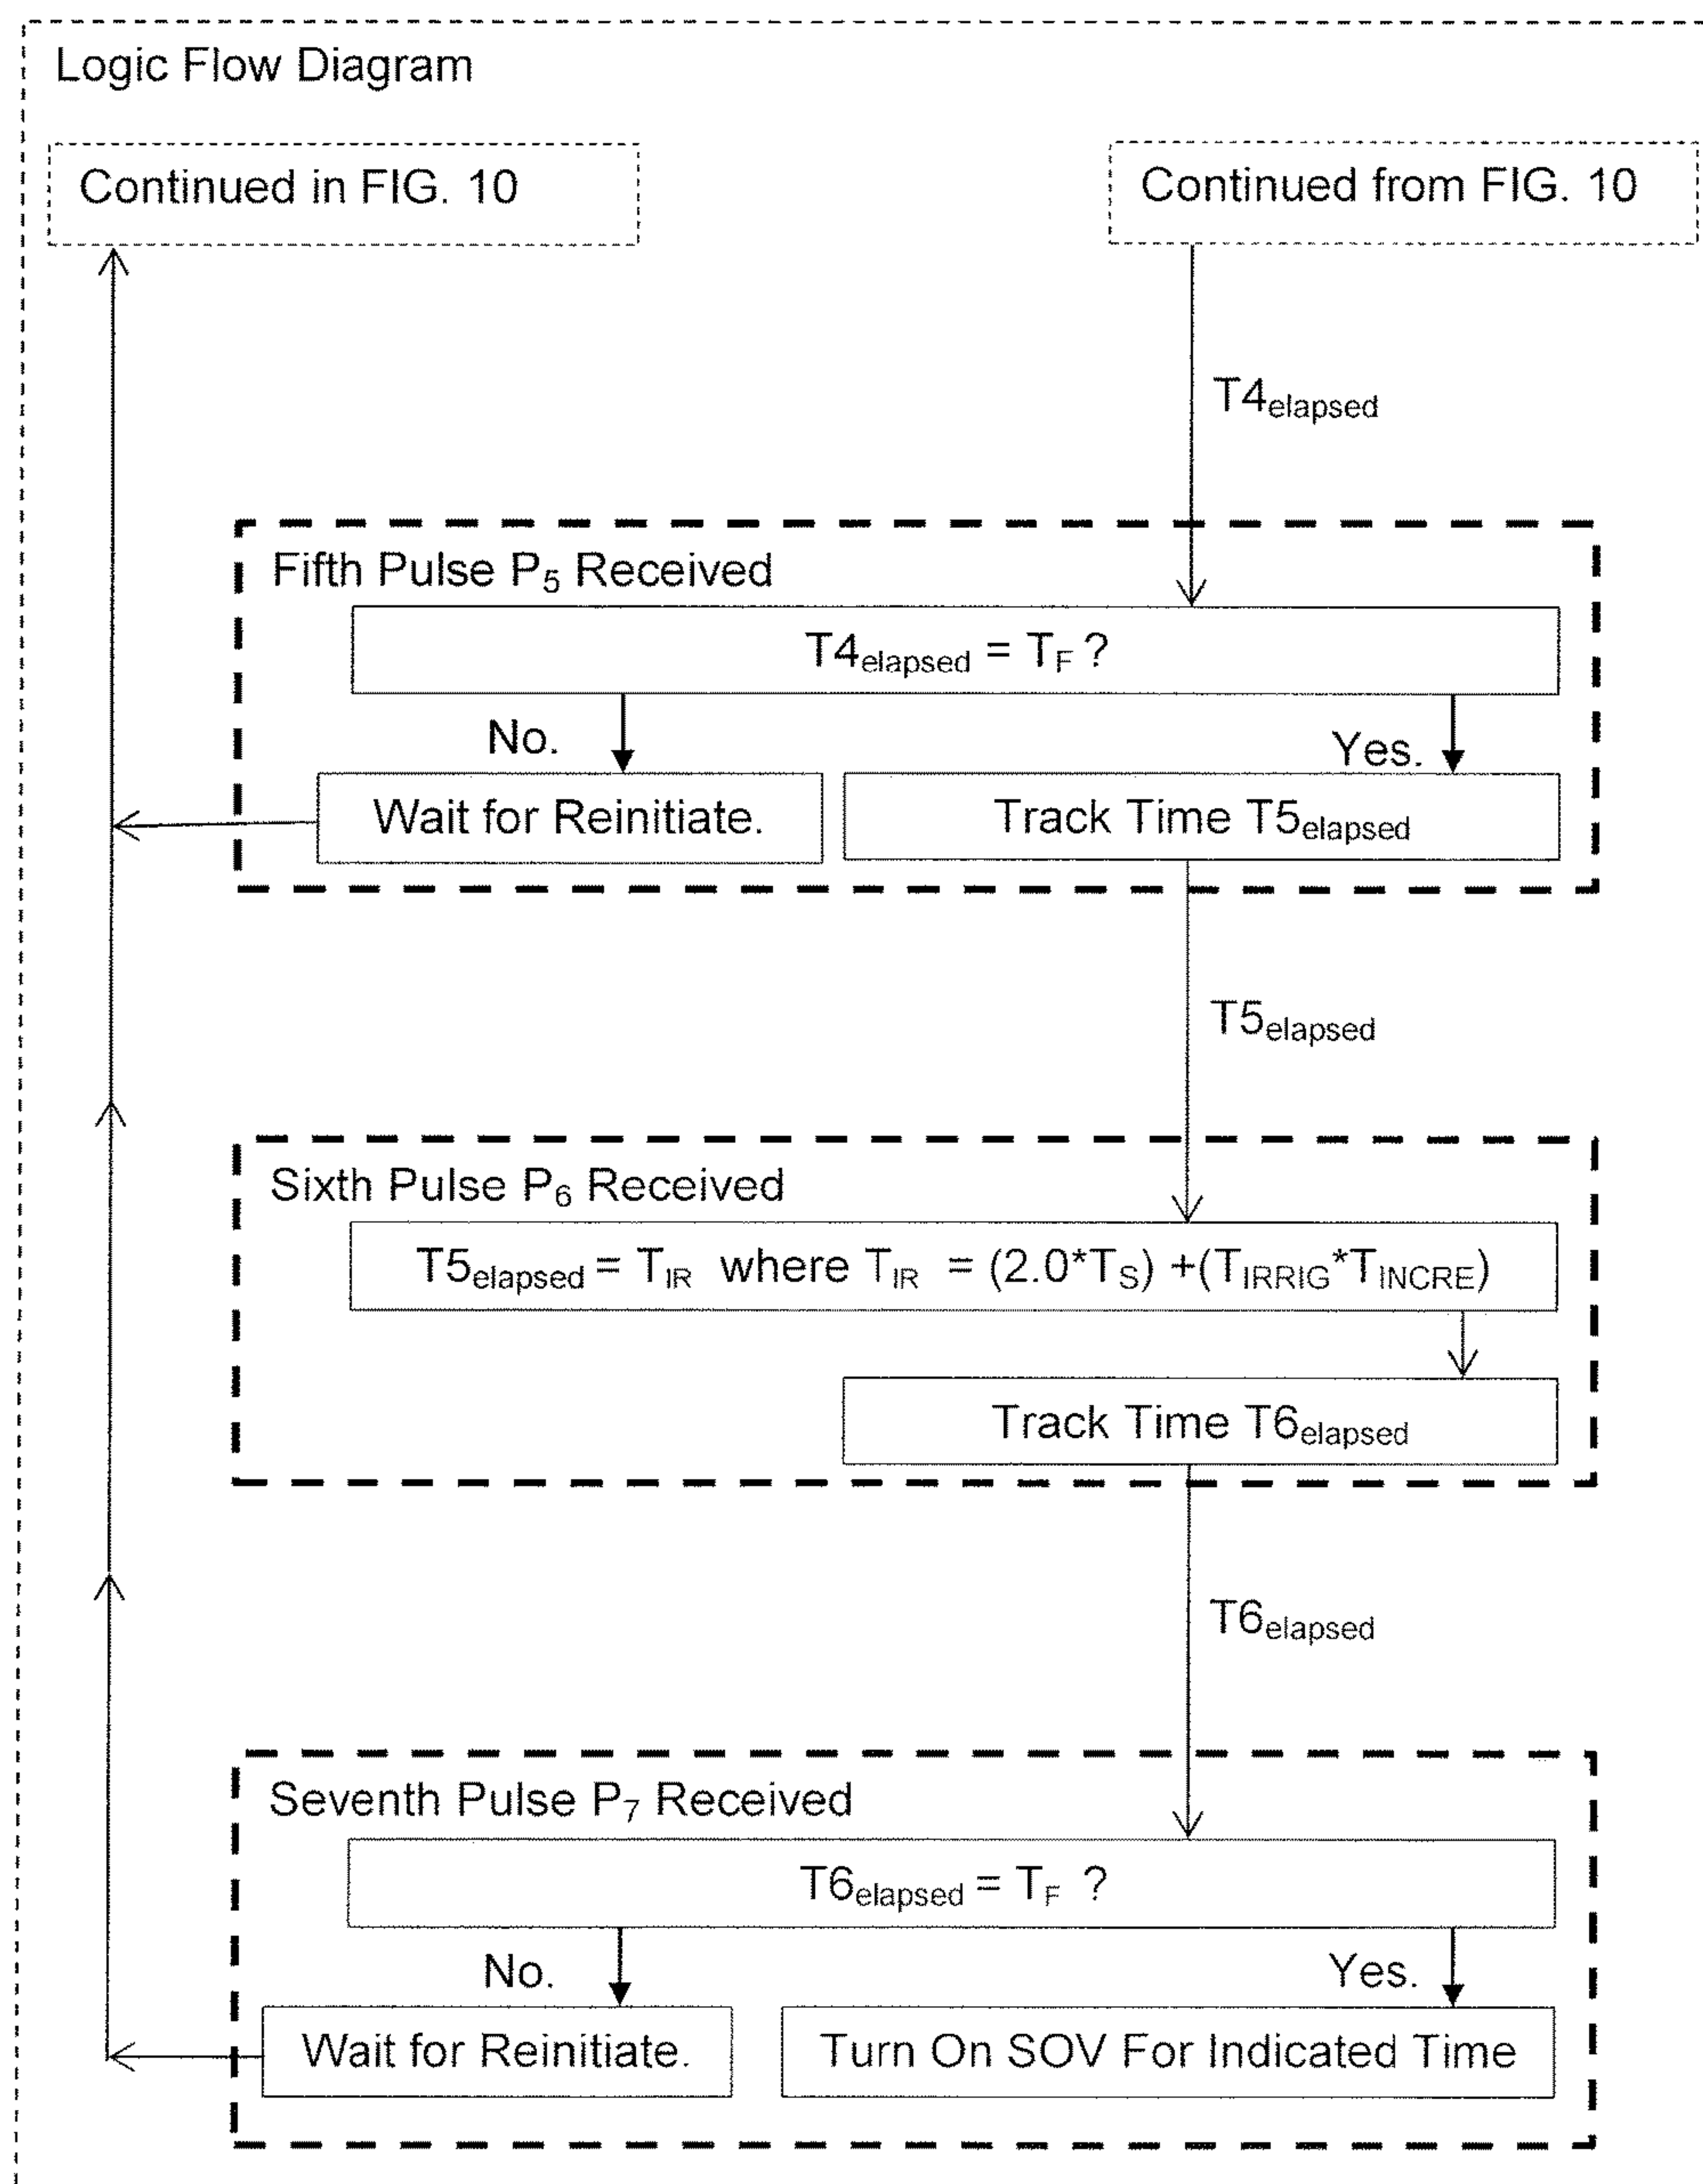 Logic Flow Diagram
Continued in FIG. 10
Continued from FIG. 10
T4elapsed
Fifth Pulse P5 Received
T4elapsed = TF ?
No.
Yes.
Wait for Reinitiate.
Track Time T5elapsed
T5elapsed
Sixth Pulse P6 Received
T5elapsed = TIR where TIR = (2.0*TS) +(TIRRIG*TINCRE)
Track Time T6elapsed
T6elapsed
Seventh Pulse P7 Received
T6elapsed = TF ?
No.
Yes.
Wait for Reinitiate.
Turn On SOV For Indicated Time